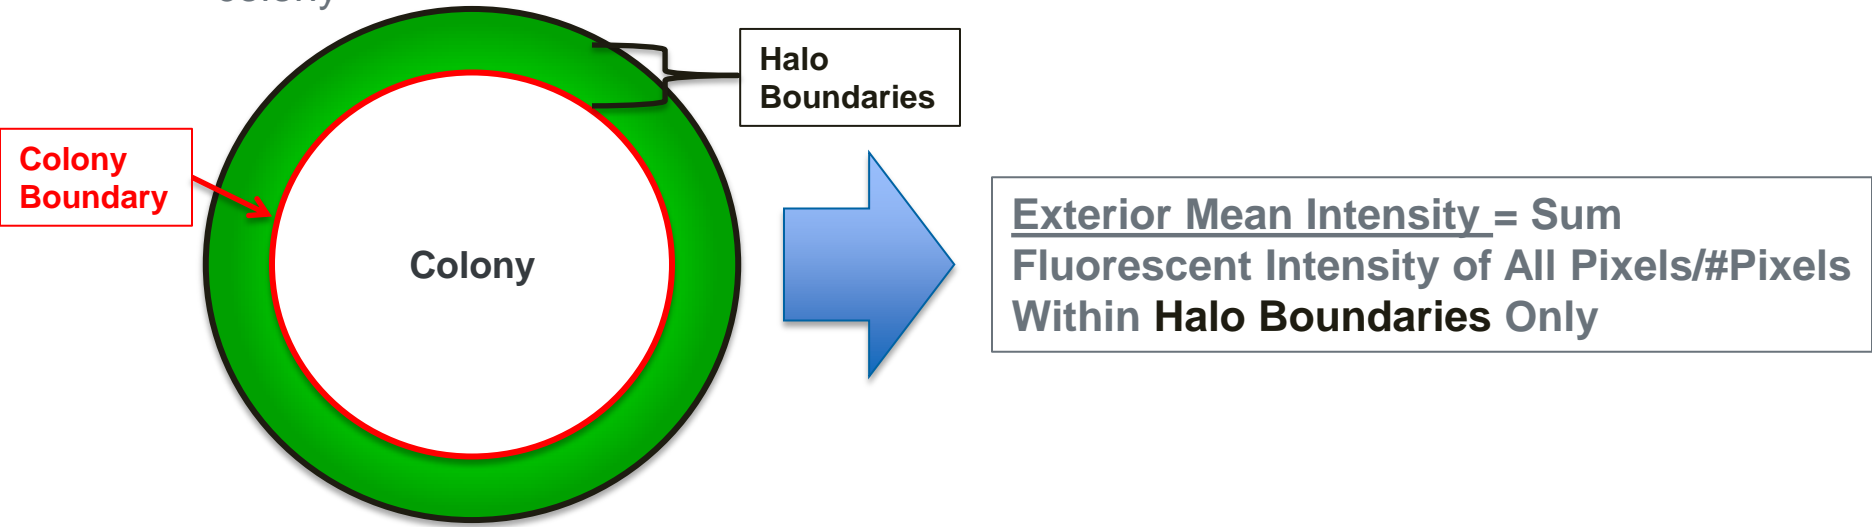 colony
Halo
Boundaries
Colony
Boundary
Colony
Exterior Mean Intensity = Sum
Fluorescent Intensity of All Pixels/#Pixels
Within Halo Boundaries Only